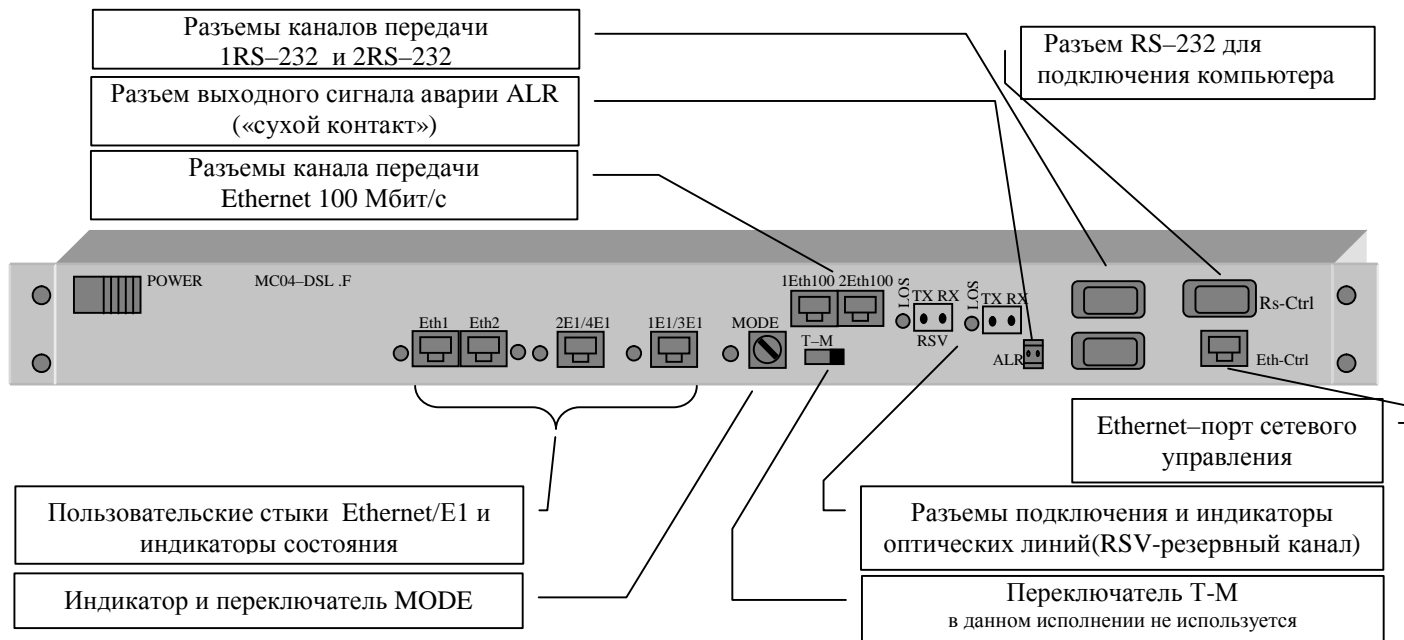 Разъемы каналов передачи
1RS–232 и 2RS–232
Разъем RS–232 для
подключения компьютера
Разъем выходного сигнала аварии ALR
(«сухой контакт»)
Разъемы канала передачи
Ethernet 100 Мбит/с
POWER
MC04–DSL .F
1Eth100 2Eth100
LOS
TX RX
LOS
TX RX
Rs-Ctrl
Eth1
Eth2
2E1/4E1
1E1/3E1
MODE
T–M
RSV
ALR
Eth-Ctrl
Ethernet–порт сетевого
управления
Пользовательские стыки Ethernet/E1 и
индикаторы состояния
Разъемы подключения и индикаторы
оптических линий(RSV-резервный канал)
Индикатор и переключатель MODE
Переключатель Т-М
в данном исполнении не используется